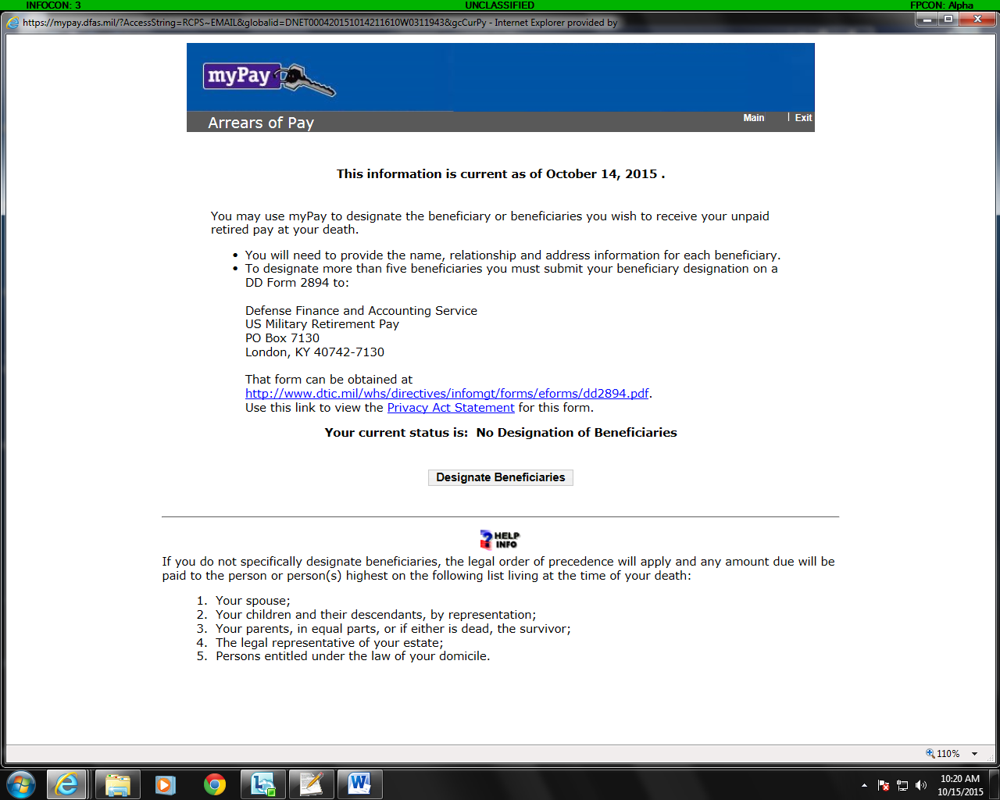 INFOCON: 3 UNCLASSIFIED FPCON: Alpha
https://mypay.dfas.mil/?AccessString=RCPS~EMAIL&globalid=DNET000420151014211610W0311943&gcCurPy - Internet Explorer provided by
myPay
Arrears of Pay Main | Exit
This information is current as of October 14, 2015 .
You may use myPay to designate the beneficiary or beneficiaries you wish to receive your unpaid
retired pay at your death.
• You will need to provide the name, relationship and address information for each beneficiary.
• To designate more than five beneficiaries you must submit your beneficiary designation on a
DD Form 2894 to:
Defense Finance and Accounting Service
US Military Retirement Pay
PO Box 7130
London, KY 40742-7130
That form can be obtained at
http://www.dtic.mil/whs/directives/infomgt/forms/eforms/dd2894.pdf.
Use this link to view the Privacy Act Statement for this form.
Your current status is: No Designation of Beneficiaries
Designate Beneficiaries
? HELP
INFO
If you do not specifically designate beneficiaries, the legal order of precedence will apply and any amount due will be
paid to the person or person(s) highest on the following list living at the time of your death:
1. Your spouse;
2. Your children and their descendants, by representation;
3. Your parents, in equal parts, or if either is dead, the survivor;
4. The legal representative of your estate;
5. Persons entitled under the law of your domicile.
110%
10:20 AM
10/15/2015